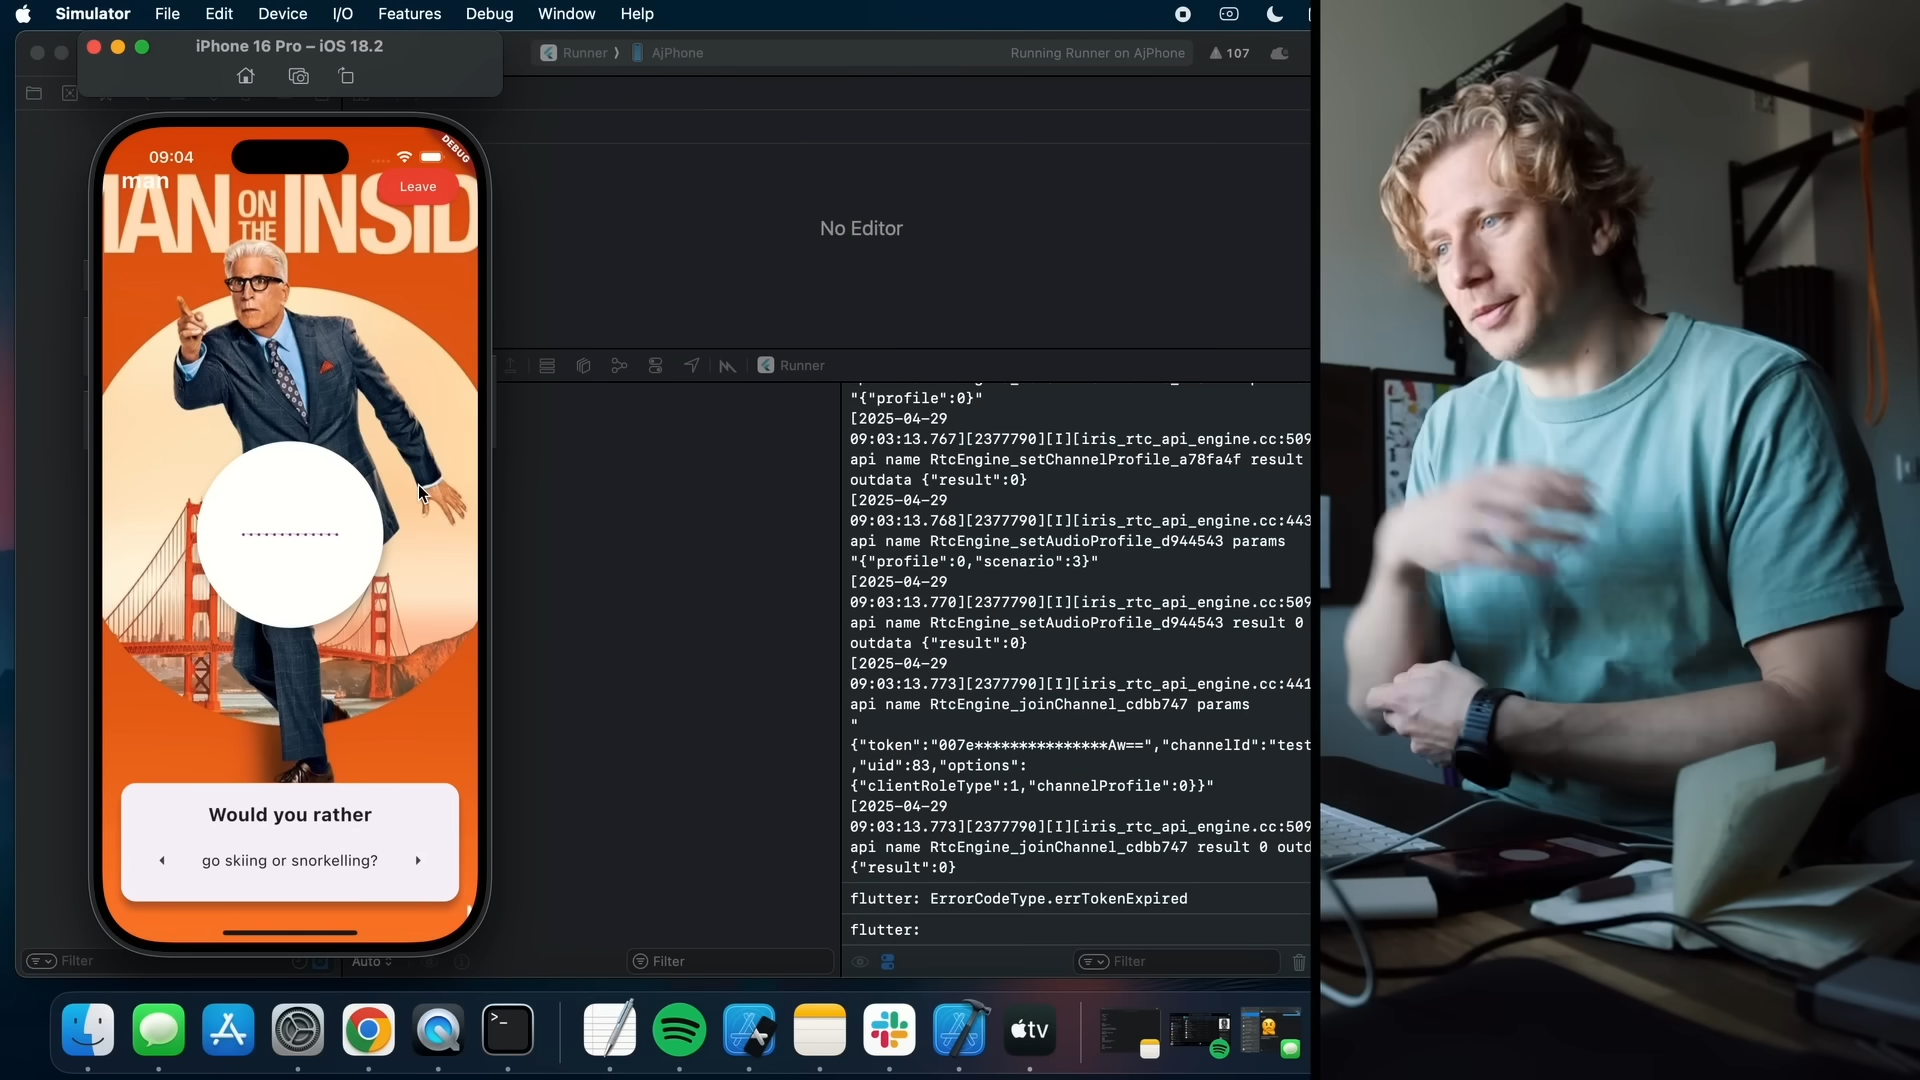 Simulator File Edit Device I/O Features Debug Window Help
iPhone 16 Pro – iOS 18.2
Runner ⟩ AjPhone
Running Runner on AjPhone
107
09:04
DEBUG
man
Leave
MAN ON THE INSID
No Editor
Runner
"{"profile":0}"
[2025-04-29
09:03:13.767][2377790][I][iris_rtc_api_engine.cc:509
api name RtcEngine_setChannelProfile_a78fa4f result
outdata {"result":0}
[2025-04-29
09:03:13.768][2377790][I][iris_rtc_api_engine.cc:443
api name RtcEngine_setAudioProfile_d944543 params
"{"profile":0,"scenario":3}"
[2025-04-29
09:03:13.770][2377790][I][iris_rtc_api_engine.cc:509
api name RtcEngine_setAudioProfile_d944543 result 0
outdata {"result":0}
[2025-04-29
09:03:13.773][2377790][I][iris_rtc_api_engine.cc:441
api name RtcEngine_joinChannel_cdbb747 params
"
{"token":"007e***************Aw==","channelId":"test
,"uid":83,"options":
{"clientRoleType":1,"channelProfile":0}}"
[2025-04-29
09:03:13.773][2377790][I][iris_rtc_api_engine.cc:509
api name RtcEngine_joinChannel_cdbb747 result 0 outd
{"result":0}
flutter: ErrorCodeType.errTokenExpired
flutter:
Would you rather
go skiing or snorkelling?
Filter
Auto
Filter
Filter
tv